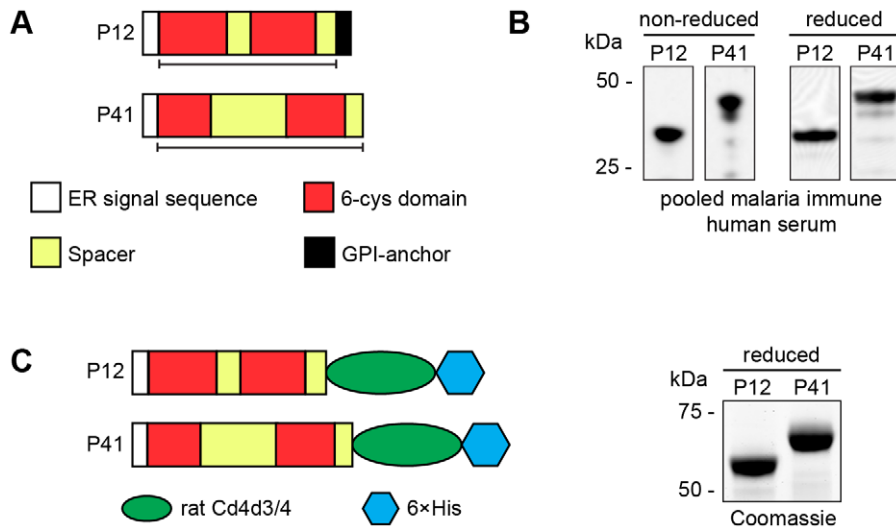 A
P12
P41
ER signal sequence
6-cys domain
Spacer
GPI-anchor
B
non-reduced
reduced
kDa
P12
P41
P12
P41
50 -
25 -
pooled malaria immune
human serum
C
P12
P41
rat Cd4d3/4
6×His
reduced
kDa
P12
P41
75 -
50 -
Coomassie